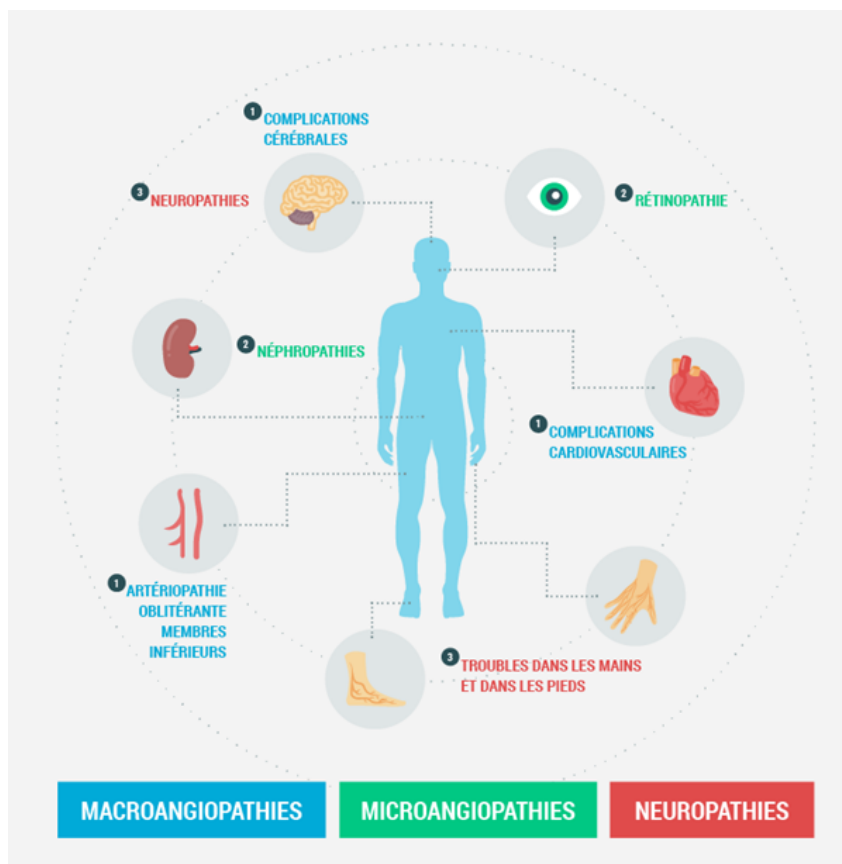 1 COMPLICATIONS
CÉRÉBRALES
3 NEUROPATHIES
2 RÉTINOPATHIE
2 NÉPHROPATHIES
1 COMPLICATIONS
CARDIOVASCULAIRES
1 ARTÉRIOPATHIE
OBLITÉRANTE
MEMBRES
INFÉRIEURS
3 TROUBLES DANS LES MAINS
ET DANS LES PIEDS
MACROANGIOPATHIES
MICROANGIOPATHIES
NEUROPATHIES